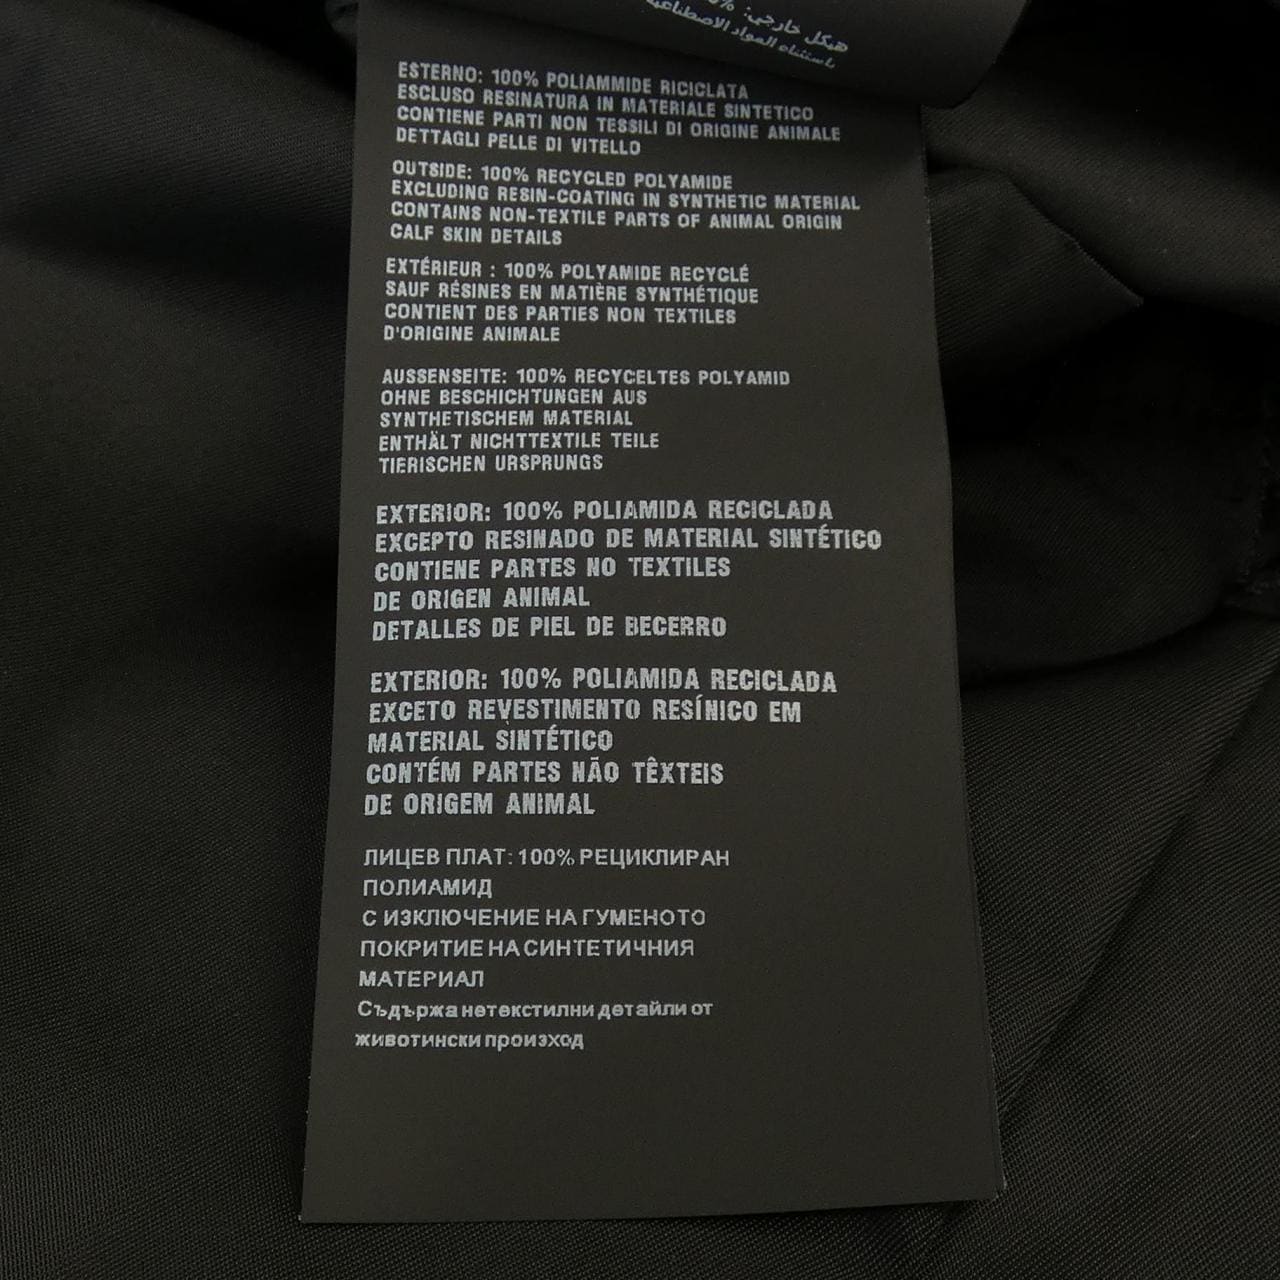 هيكل خارجي: %
باستثناء المواد الاصطناعية
ESTERNO: 100% POLIAMMIDE RICICLATA
ESCLUSO RESINATURA IN MATERIALE SINTETICO
CONTIENE PARTI NON TESSILI DI ORIGINE ANIMALE
DETTAGLI PELLE DI VITELLO
OUTSIDE: 100% RECYCLED POLYAMIDE
EXCLUDING RESIN-COATING IN SYNTHETIC MATERIAL
CONTAINS NON-TEXTILE PARTS OF ANIMAL ORIGIN
CALF SKIN DETAILS
EXTÉRIEUR : 100% POLYAMIDE RECYCLÉ
SAUF RÉSINES EN MATIÈRE SYNTHÉTIQUE
CONTIENT DES PARTIES NON TEXTILES
D'ORIGINE ANIMALE
AUSSENSEITE: 100% RECYCELTES POLYAMID
OHNE BESCHICHTUNGEN AUS
SYNTHETISCHEM MATERIAL
ENTHÄLT NICHTTEXTILE TEILE
TIERISCHEN URSPRUNGS
EXTERIOR: 100% POLIAMIDA RECICLADA
EXCEPTO RESINADO DE MATERIAL SINTÉTICO
CONTIENE PARTES NO TEXTILES
DE ORIGEN ANIMAL
DETALLES DE PIEL DE BECERRO
EXTERIOR: 100% POLIAMIDA RECICLADA
EXCETO REVESTIMENTO RESÍNICO EM
MATERIAL SINTÉTICO
CONTÉM PARTES NÃO TÊXTEIS
DE ORIGEM ANIMAL
ЛИЦЕВ ПЛАТ: 100% РЕЦИКЛИРАН
ПОЛИАМИД
С ИЗКЛЮЧЕНИЕ НА ГУМЕНОТО
ПОКРИТИЕ НА СИНТЕТИЧНИЯ
МАТЕРИАЛ
Съдържа нетекстилни детайли от
животински произход